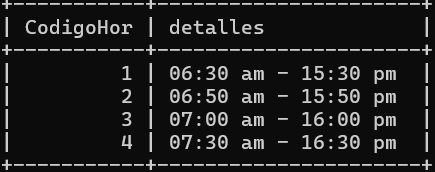 +-----------+----------------------+
| CodigoHor | detalles             |
+-----------+----------------------+
|         1 | 06:30 am - 15:30 pm  |
|         2 | 06:50 am - 15:50 pm  |
|         3 | 07:00 am - 16:00 pm  |
|         4 | 07:30 am - 16:30 pm  |
+-----------+----------------------+